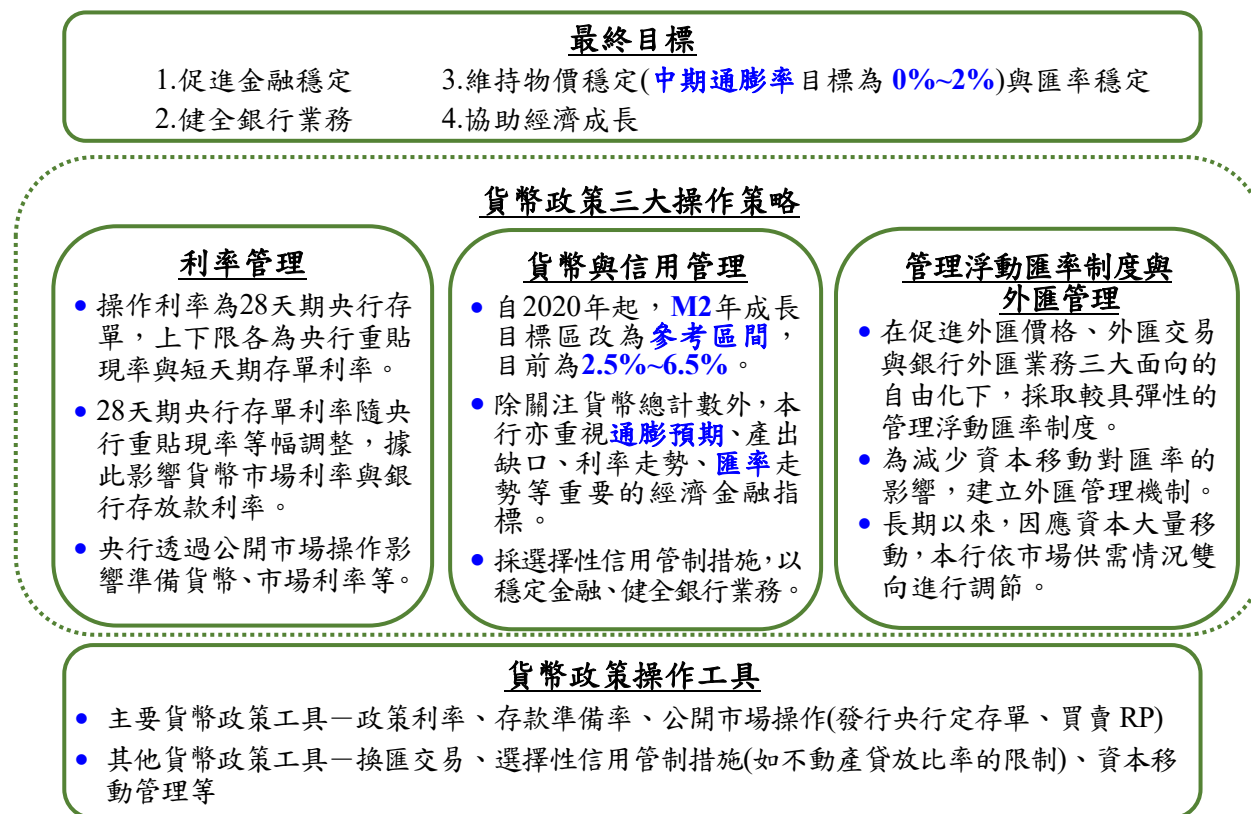 最終目標
1.促進金融穩定 3.維持物價穩定(中期通膨率目標為 0%~2%)與匯率穩定
2.健全銀行業務 4.協助經濟成長
貨幣政策三大操作策略
利率管理
• 操作利率為28天期央行存
單，上下限各為央行重貼
現率與短天期存單利率。
• 28天期央行存單利率隨央
行重貼現率等幅調整，據
此影響貨幣市場利率與銀
行存放款利率。
• 央行透過公開市場操作影
響準備貨幣、市場利率等。
貨幣與信用管理
• 自2020年起，M2年成長
目標區改為參考區間，
目前為2.5%~6.5%。
• 除關注貨幣總計數外，本
行亦重視通膨預期、產出
缺口、利率走勢、匯率走
勢等重要的經濟金融指
標。
• 採選擇性信用管制措施，以
穩定金融、健全銀行業務。
管理浮動匯率制度與
外匯管理
• 在促進外匯價格、外匯交易
與銀行外匯業務三大面向的
自由化下，採取較具彈性的
管理浮動匯率制度。
• 為減少資本移動對匯率的
影響，建立外匯管理機制。
• 長期以來，因應資本大量移
動，本行依市場供需情況雙
向進行調節。
貨幣政策操作工具
• 主要貨幣政策工具－政策利率、存款準備率、公開市場操作(發行央行定存單、買賣 RP)
• 其他貨幣政策工具－換匯交易、選擇性信用管制措施(如不動產貸放比率的限制)、資本移
動管理等